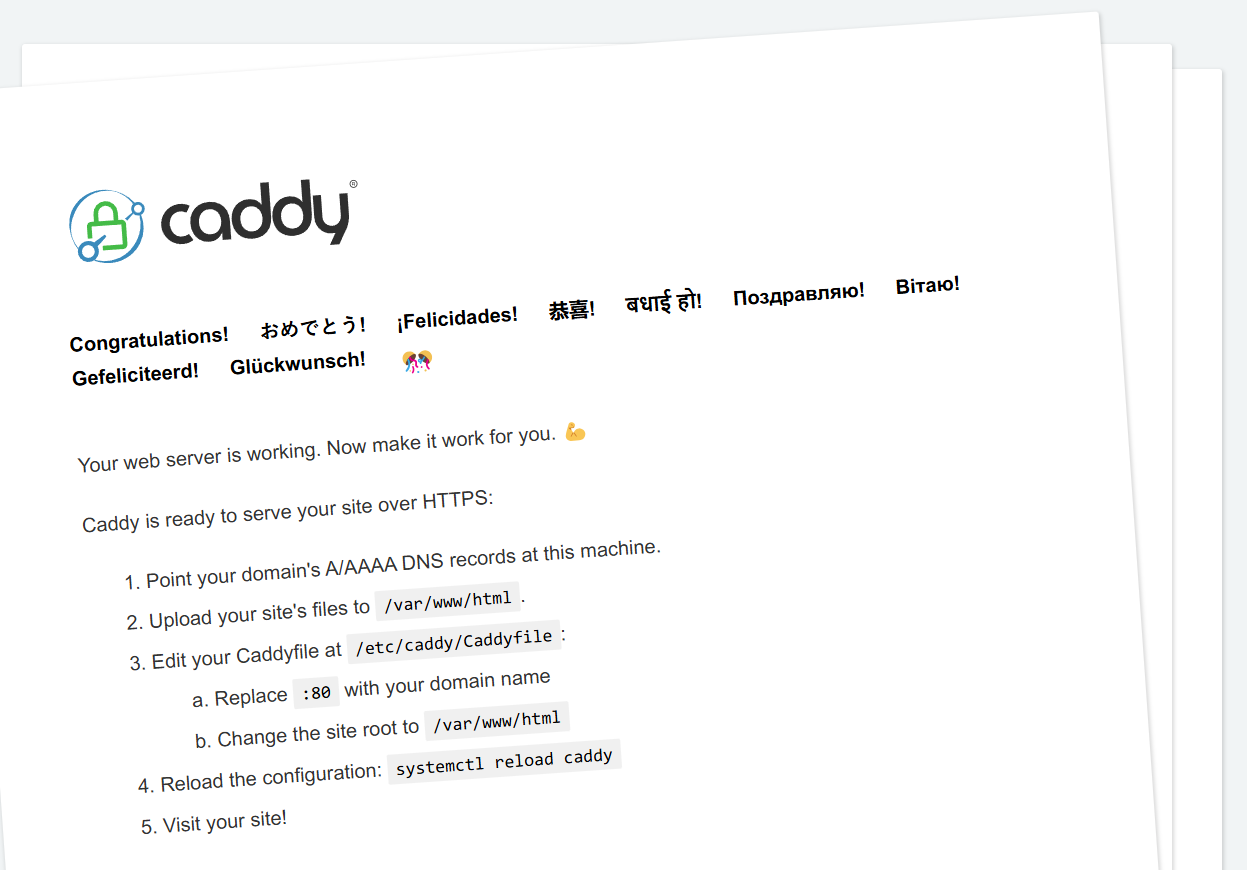 caddy®
Congratulations! おめでとう! ¡Felicidades! 恭喜! बधाई हो! Поздравляю! Вітаю!
Gefeliciteerd! Glückwunsch! 🎊
Your web server is working. Now make it work for you. 💪
Caddy is ready to serve your site over HTTPS:
1. Point your domain's A/AAAA DNS records at this machine.
2. Upload your site's files to /var/www/html.
3. Edit your Caddyfile at /etc/caddy/Caddyfile:
a. Replace :80 with your domain name
b. Change the site root to /var/www/html
4. Reload the configuration: systemctl reload caddy
5. Visit your site!